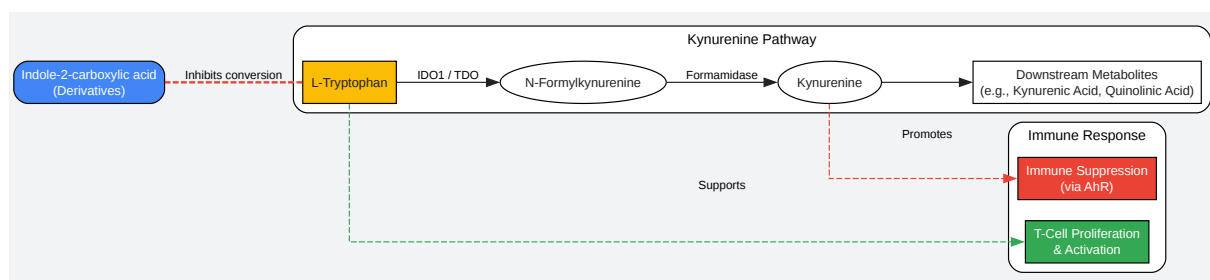 Kynurenine Pathway
Indole-2-carboxylic acid
(Derivatives)
Inhibits conversion
L-Tryptophan
IDO1 / TDO
N-Formylkynurenine
Formamidase
Kynurenine
Downstream Metabolites
(e.g., Kynurenic Acid, Quinolinic Acid)
Promotes
Immune Response
Immune Suppression
(via AhR)
Supports
T-Cell Proliferation
& Activation